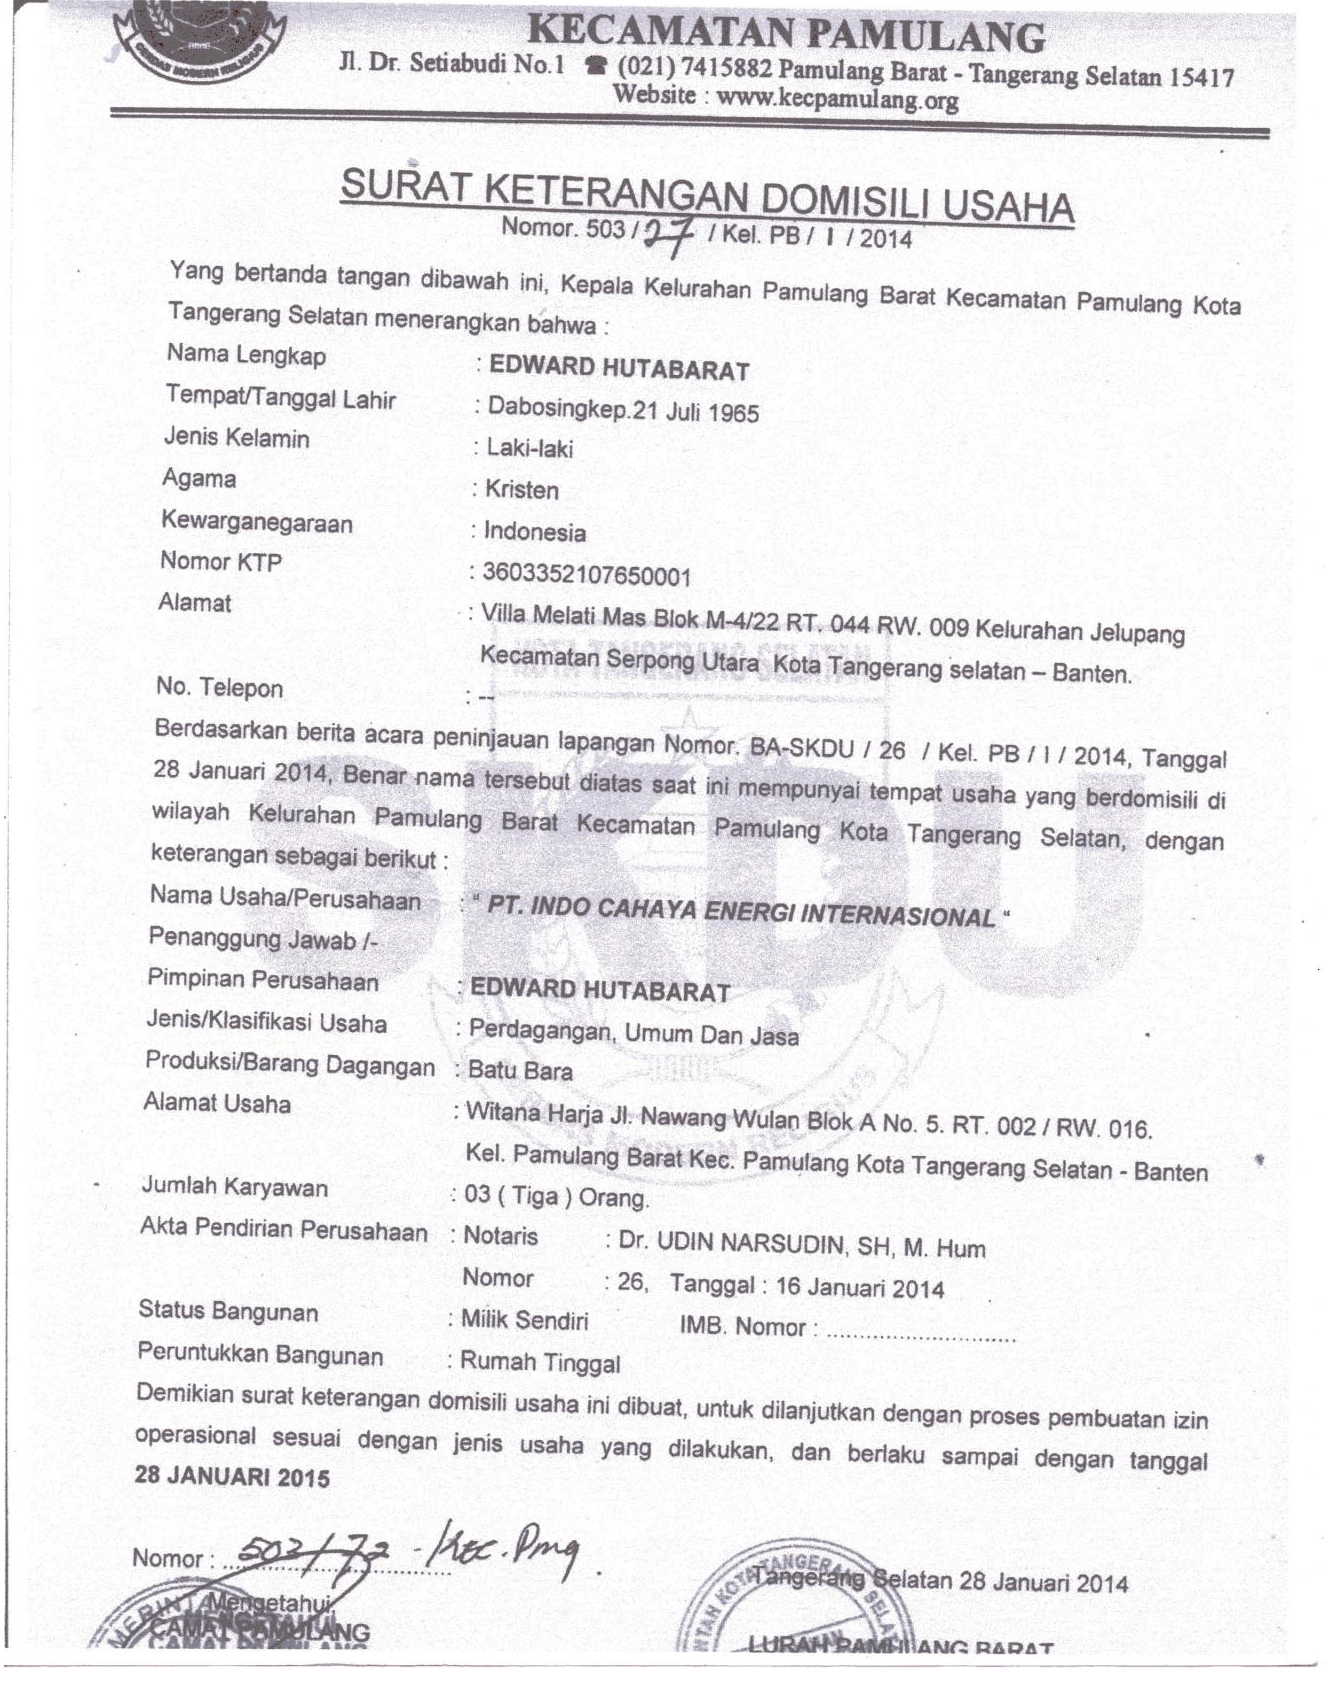 CERDAS MODERN RELIGIUS
KECAMATAN PAMULANG
Jl. Dr. Setiabudi No.1 ☎ (021) 7415882 Pamulang Barat - Tangerang Selatan 15417
Website : www.kecpamulang.org
SURAT KETERANGAN DOMISILI USAHA
Nomor. 503 / 27 / Kel. PB / I / 2014
Yang bertanda tangan dibawah ini, Kepala Kelurahan Pamulang Barat Kecamatan Pamulang Kota
Tangerang Selatan menerangkan bahwa :
Nama Lengkap : EDWARD HUTABARAT
Tempat/Tanggal Lahir : Dabosingkep.21 Juli 1965
Jenis Kelamin : Laki-laki
Agama : Kristen
Kewarganegaraan : Indonesia
Nomor KTP : 3603352107650001
Alamat : Villa Melati Mas Blok M-4/22 RT. 044 RW. 009 Kelurahan Jelupang
Kecamatan Serpong Utara Kota Tangerang selatan – Banten.
KOTA TANGERANG SELATAN
No. Telepon : --
Berdasarkan berita acara peninjauan lapangan Nomor. BA-SKDU / 26 / Kel. PB / I / 2014, Tanggal
28 Januari 2014, Benar nama tersebut diatas saat ini mempunyai tempat usaha yang berdomisili di
wilayah Kelurahan Pamulang Barat Kecamatan Pamulang Kota Tangerang Selatan, dengan
keterangan sebagai berikut :
SKDU
Nama Usaha/Perusahaan : " PT. INDO CAHAYA ENERGI INTERNASIONAL "
Penanggung Jawab /-
Pimpinan Perusahaan : EDWARD HUTABARAT
Jenis/Klasifikasi Usaha : Perdagangan, Umum Dan Jasa
Produksi/Barang Dagangan : Batu Bara
Alamat Usaha : Witana Harja Jl. Nawang Wulan Blok A No. 5. RT. 002 / RW. 016.
Kel. Pamulang Barat Kec. Pamulang Kota Tangerang Selatan - Banten
CERDAS MODERN RELIGIUS
Jumlah Karyawan : 03 ( Tiga ) Orang.
Akta Pendirian Perusahaan : Notaris : Dr. UDIN NARSUDIN, SH, M. Hum
Nomor : 26, Tanggal : 16 Januari 2014
Status Bangunan : Milik Sendiri IMB. Nomor : ............................
Peruntukkan Bangunan : Rumah Tinggal
Demikian surat keterangan domisili usaha ini dibuat, untuk dilanjutkan dengan proses pembuatan izin
operasional sesuai dengan jenis usaha yang dilakukan, dan berlaku sampai dengan tanggal
28 JANUARI 2015
Nomor : 503/73 - Kec. Pmg.
Tangerang Selatan 28 Januari 2014
Mengetahui,
CAMAT PAMULANG
LURAH PAMULANG BARAT